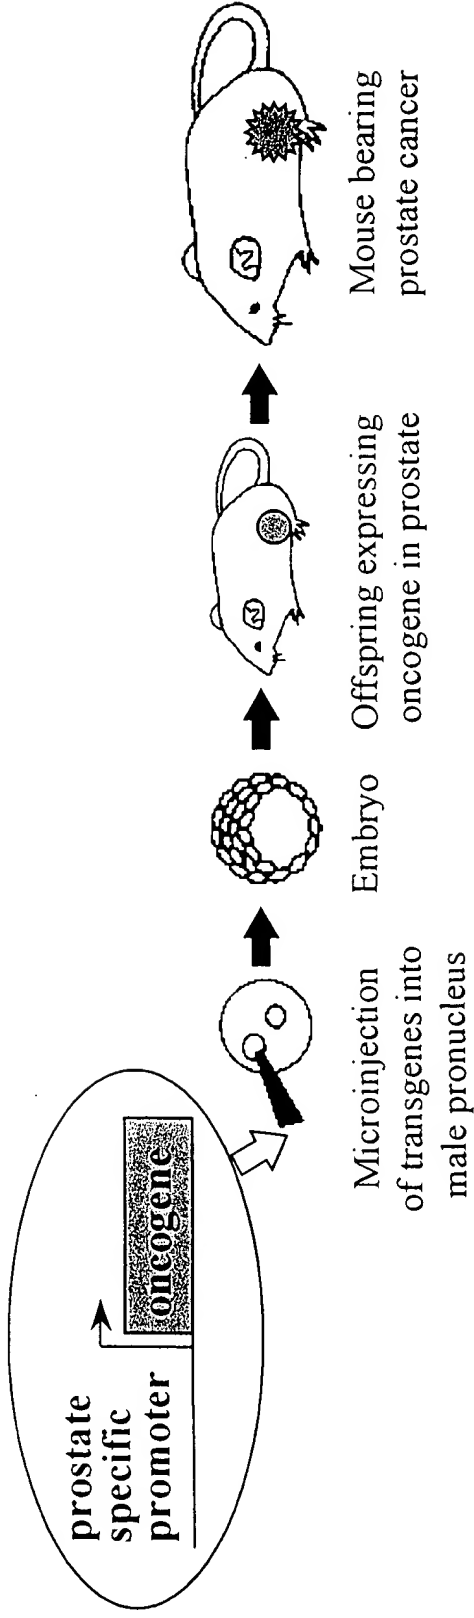 prostate
specific
promoter
oncogene
Microinjection
of transgenes into
male pronucleus
Embryo
Offspring expressing
oncogene in prostate
Mouse bearing
prostate cancer